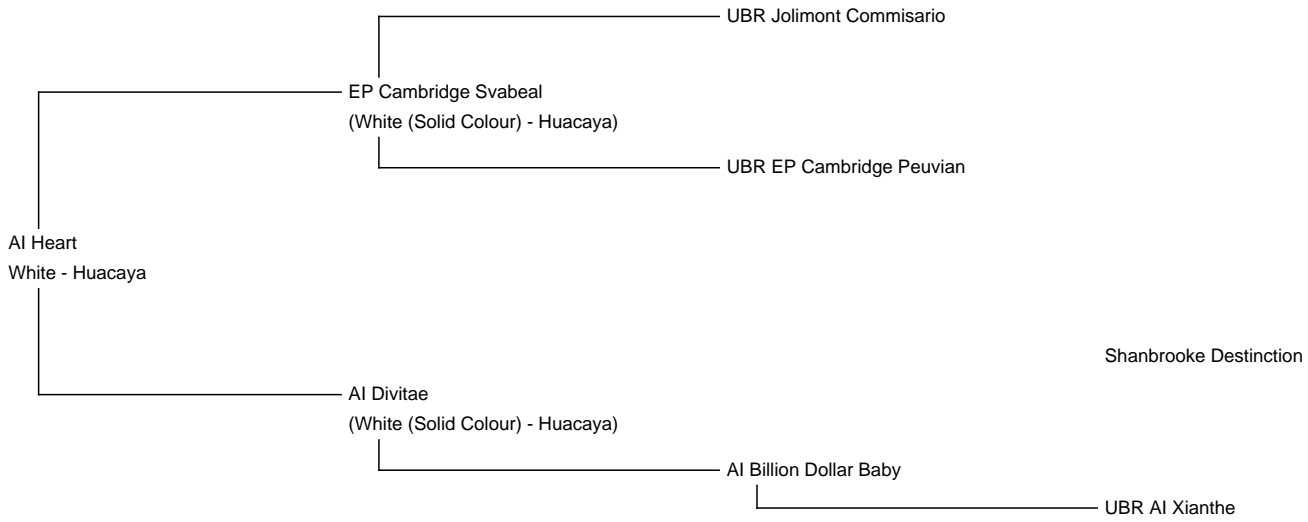 UBR Jolimont Commisario
EP Cambridge Svabeal
(White (Solid Colour) - Huacaya)
UBR EP Cambridge Peuvian
AI Heart
White - Huacaya
Shanbrooke Destinction
AI Divitae
(White (Solid Colour) - Huacaya)
AI Billion Dollar Baby
UBR AI Xianthe